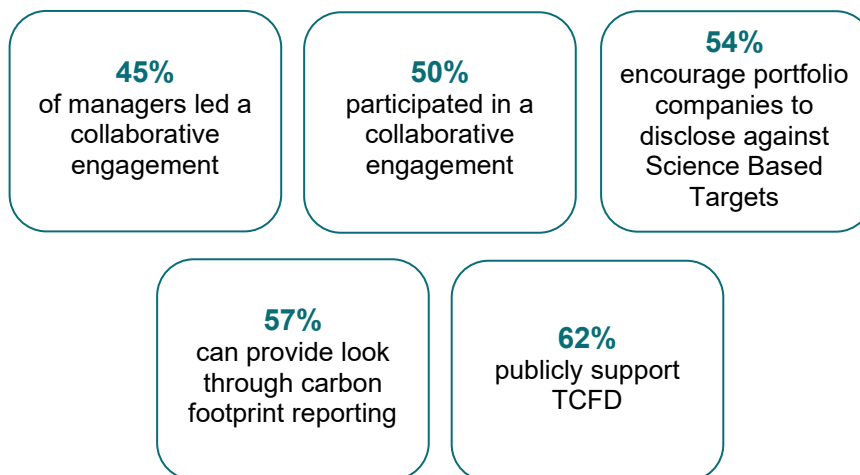 45%
of managers led a
collaborative
engagement
50%
participated in a
collaborative
engagement
54%
encourage portfolio
companies to
disclose against
Science Based
Targets
57%
can provide look
through carbon
footprint reporting
62%
publicly support
TCFD